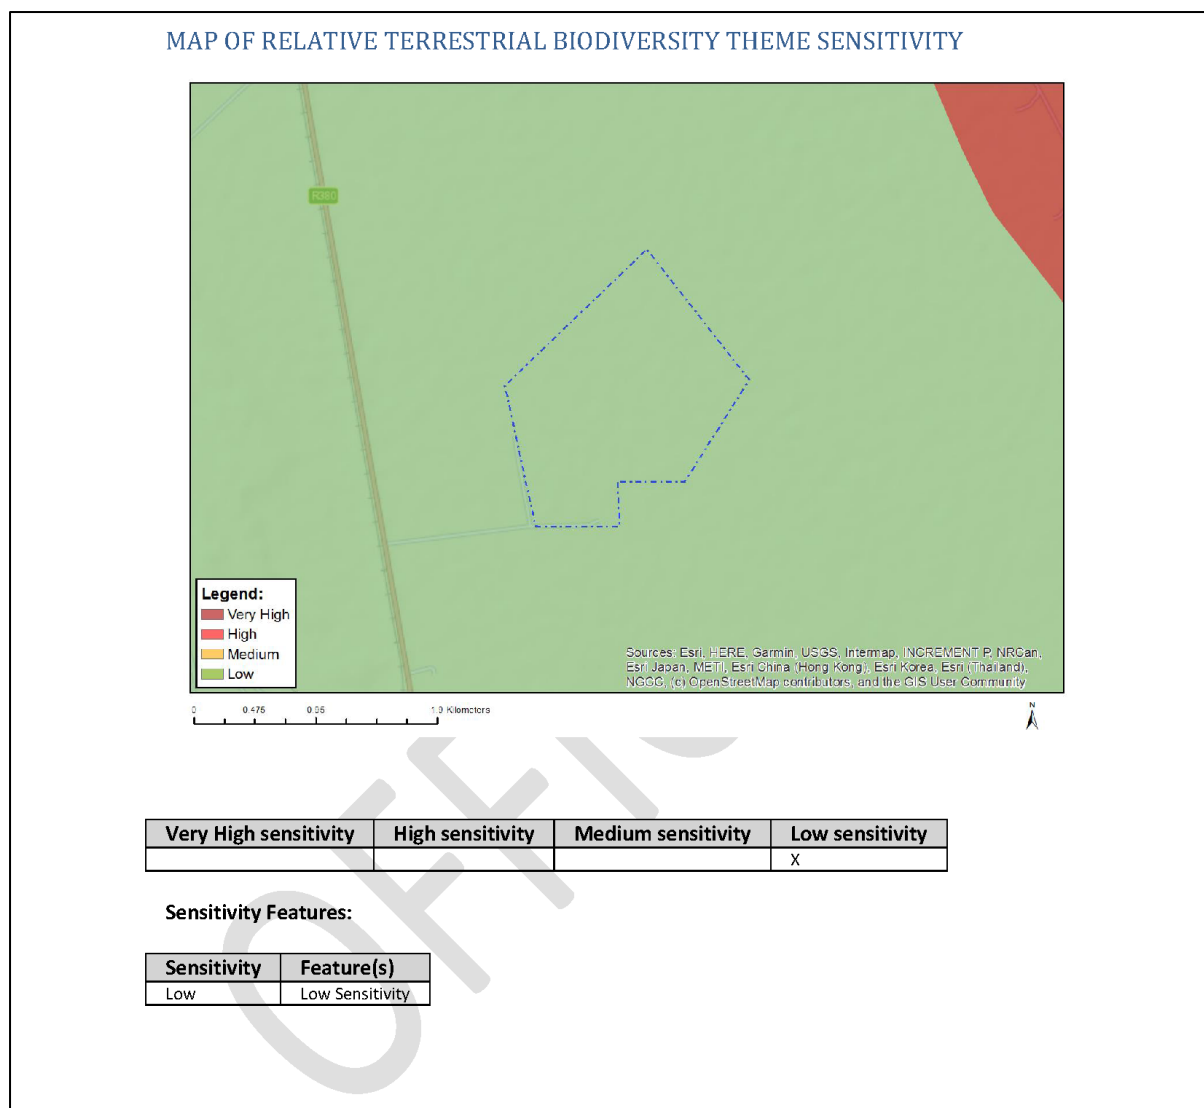 MAP OF RELATIVE TERRESTRIAL BIODIVERSITY THEME SENSITIVITY
R380
Legend:
Very High
High
Medium
Low
Sources: Esri, HERE, Garmin, USGS, Intermap, INCREMENT P, NRCan,
Esri Japan, METI, Esri China (Hong Kong), Esri Korea, Esri (Thailand),
NGCC, (c) OpenStreetMap contributors, and the GIS User Community
0 0.475 0.95 1.9 Kilometers
N
Very High sensitivity High sensitivity Medium sensitivity Low sensitivity
X
Sensitivity Features:
Sensitivity Feature(s)
Low Low Sensitivity